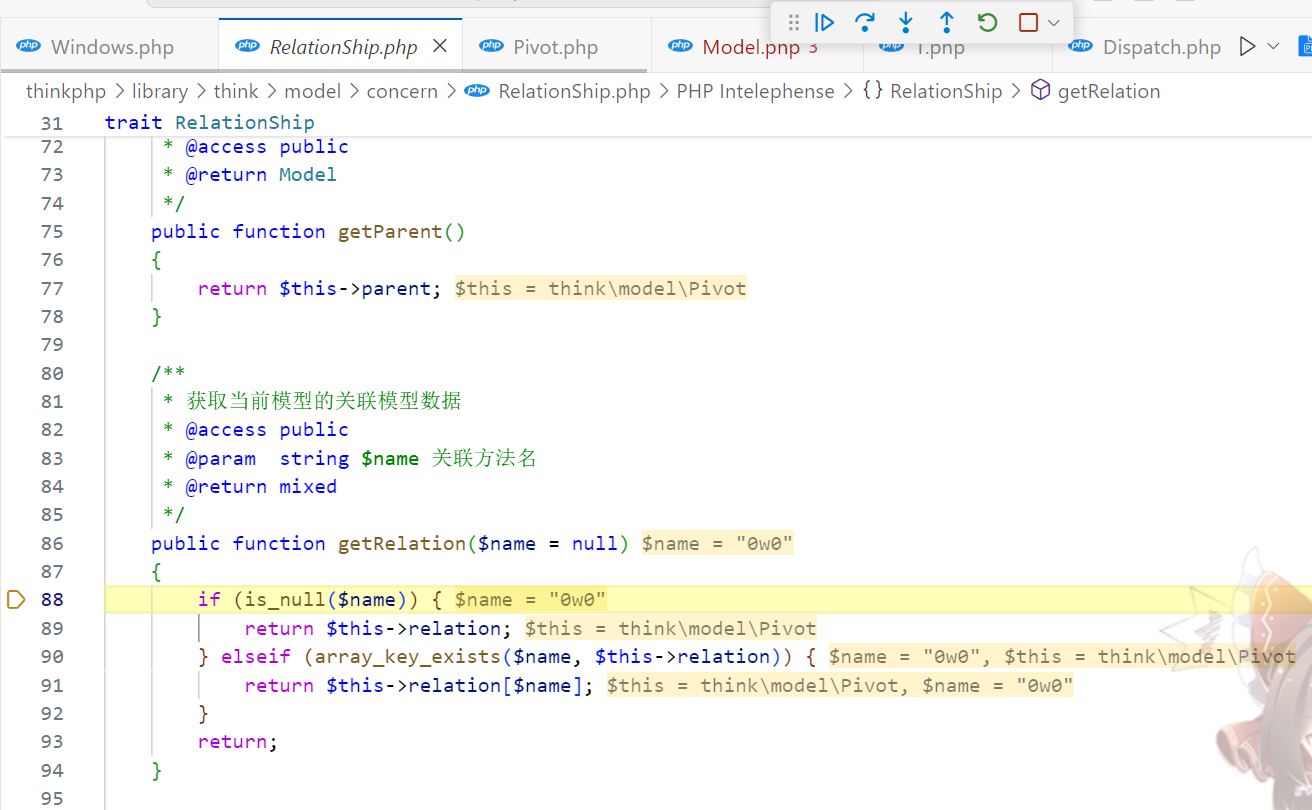 Windows.php RelationShip.php Pivot.php Model.php 3 1.php Dispatch.php
thinkphp > library > think > model > concern > php RelationShip.php > PHP Intelephense > {} RelationShip > getRelation
31 trait RelationShip
72 * @access public
73 * @return Model
74 */
75 public function getParent()
76 {
77 return $this->parent; $this = think\model\Pivot
78 }
79
80 /**
81 * 获取当前模型的关联模型数据
82 * @access public
83 * @param  string $name 关联方法名
84 * @return mixed
85 */
86 public function getRelation($name = null) $name = "0w0"
87 {
88 if (is_null($name)) { $name = "0w0"
89 return $this->relation; $this = think\model\Pivot
90 } elseif (array_key_exists($name, $this->relation)) { $name = "0w0", $this = think\model\Pivot
91 return $this->relation[$name]; $this = think\model\Pivot, $name = "0w0"
92 }
93 return;
94 }
95